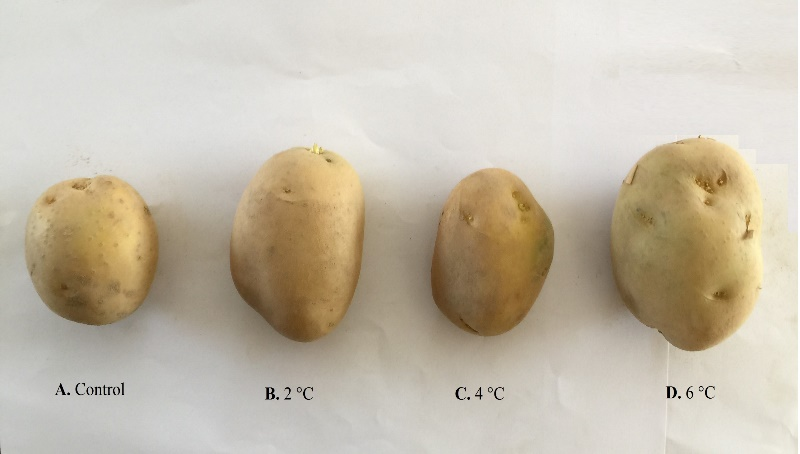 A. Control
B. 2 °C
C. 4 °C
D. 6 °C